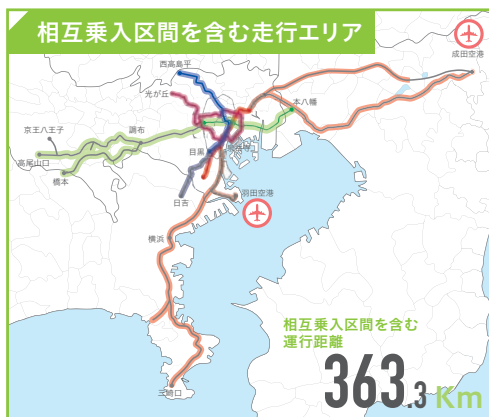 相互乗入区間を含む走行エリア
成田空港
西高島平
光が丘
本八幡
京王八王子
調布
高尾山口
目黒
橋本
羽田空港
日吉
横浜
相互乗入区間を含む
運行距離
363.3 Km
三崎口